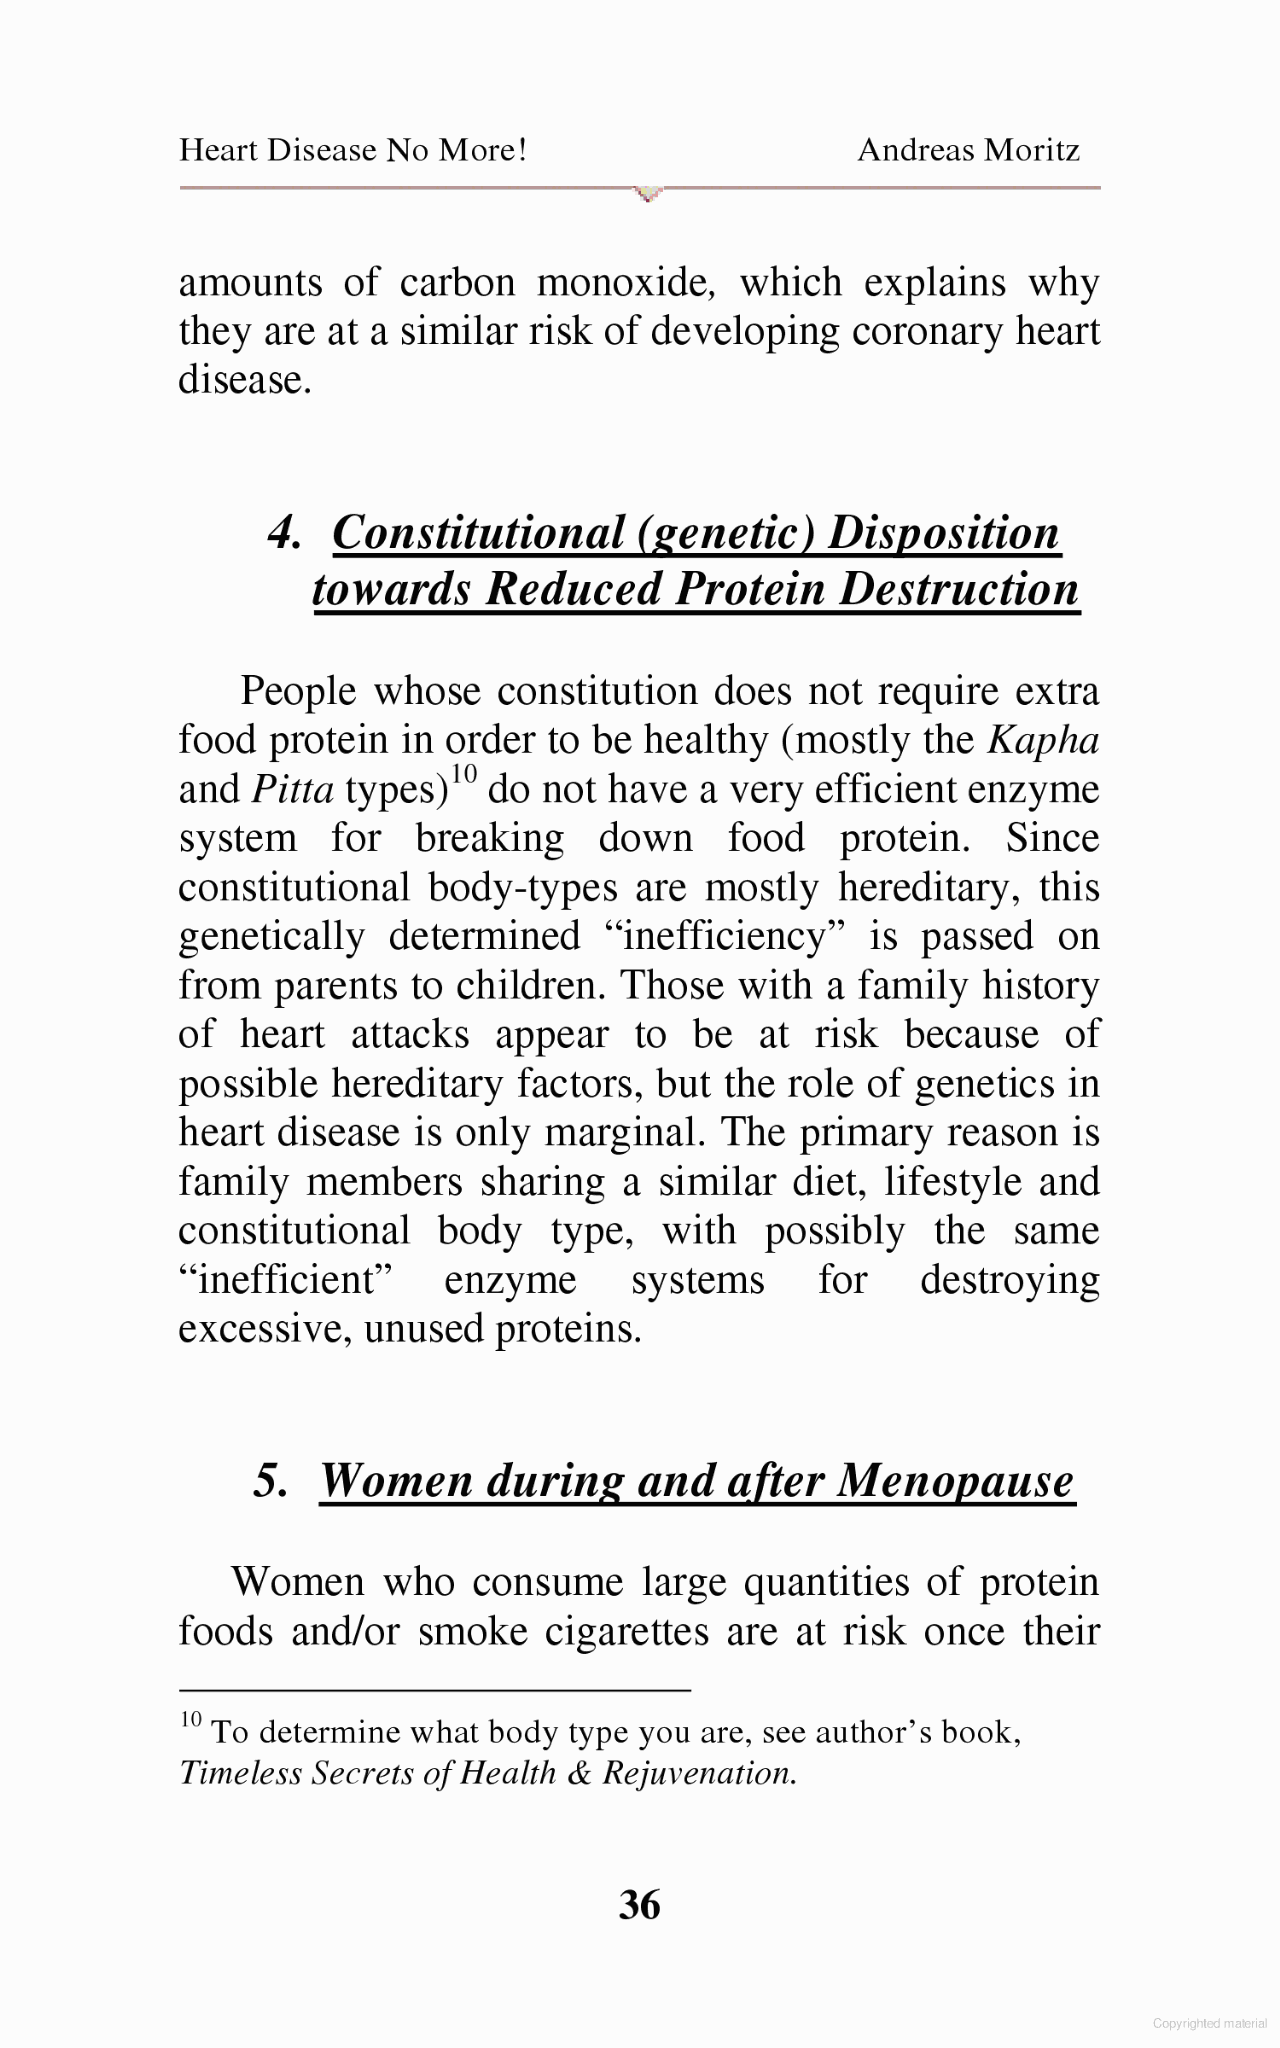 Heart Disease No More! Andreas Moritz
amounts of carbon monoxide, which explains why
they are at a similar risk of developing coronary heart
disease.
4. Constitutional (genetic) Disposition
towards Reduced Protein Destruction
People whose constitution does not require extra
food protein in order to be healthy (mostly the Kapha
and Pitta types)10 do not have a very efficient enzyme
system for breaking down food protein. Since
constitutional body-types are mostly hereditary, this
genetically determined “inefficiency” is passed on
from parents to children. Those with a family history
of heart attacks appear to be at risk because of
possible hereditary factors, but the role of genetics in
heart disease is only marginal. The primary reason is
family members sharing a similar diet, lifestyle and
constitutional body type, with possibly the same
“inefficient” enzyme systems for destroying
excessive, unused proteins.
5. Women during and after Menopause
Women who consume large quantities of protein
foods and/or smoke cigarettes are at risk once their
10 To determine what body type you are, see author’s book,
Timeless Secrets of Health & Rejuvenation.
36
Copyrighted material